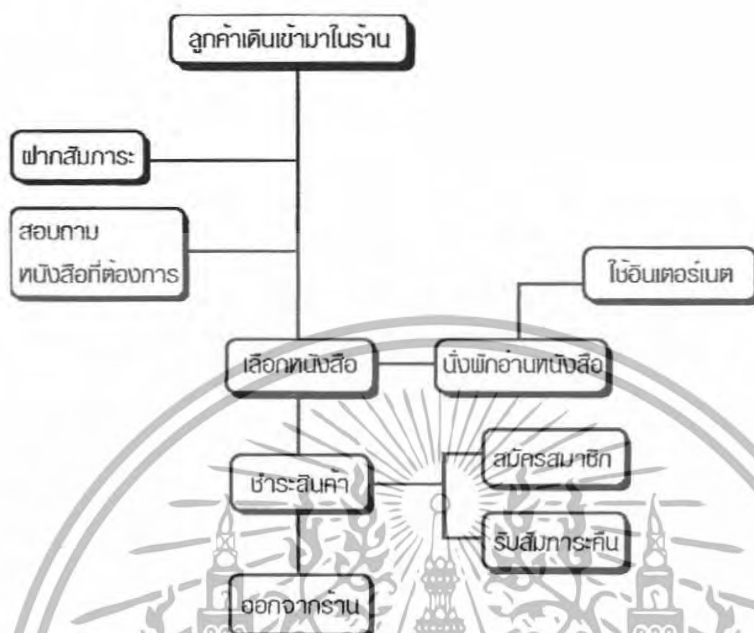 ลูกค้าเดินเข้ามาในร้าน
ฝากสัมภาระ
สอบถาม
หนังสือที่ต้องการ
ใช้อินเตอร์เนต
เลือกหนังสือ
นั่งพักอ่านหนังสือ
สมัครสมาชิก
ชำระสินค้า
รับสัมภาระคืน
ออกจากร้าน